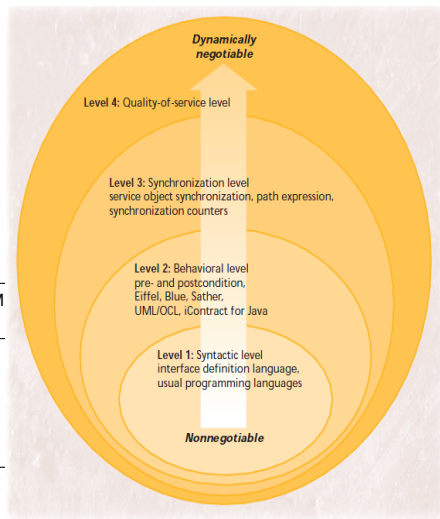 Dynamically
negotiable
Level 4: Quality-of-service level
Level 3: Synchronization level
service object synchronization, path expression,
synchronization counters
Level 2: Behavioral level
pre- and postcondition,
Eiffel, Blue, Sather,
UML/OCL, iContract for Java
Level 1: Syntactic level
interface definition language,
usual programming languages
Nonnegotiable